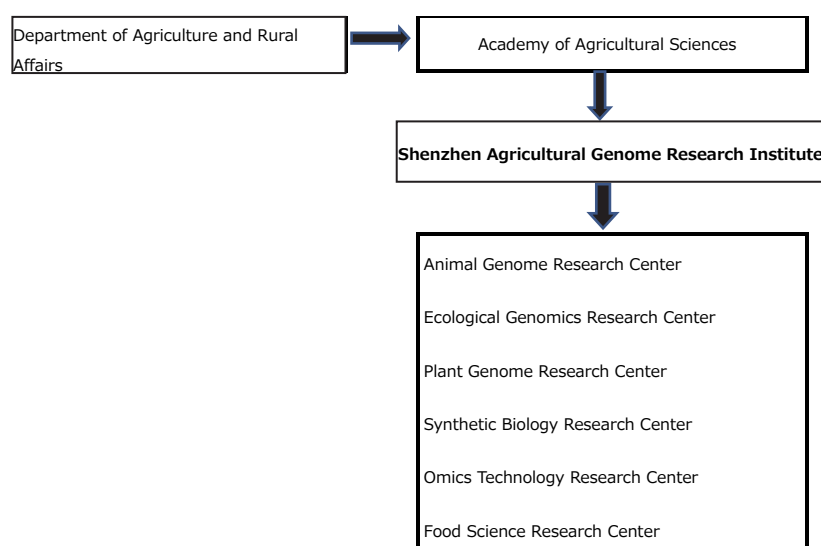 Department of Agriculture and Rural
Affairs
Academy of Agricultural Sciences
Shenzhen Agricultural Genome Research Institute
Animal Genome Research Center
Ecological Genomics Research Center
Plant Genome Research Center
Synthetic Biology Research Center
Omics Technology Research Center
Food Science Research Center